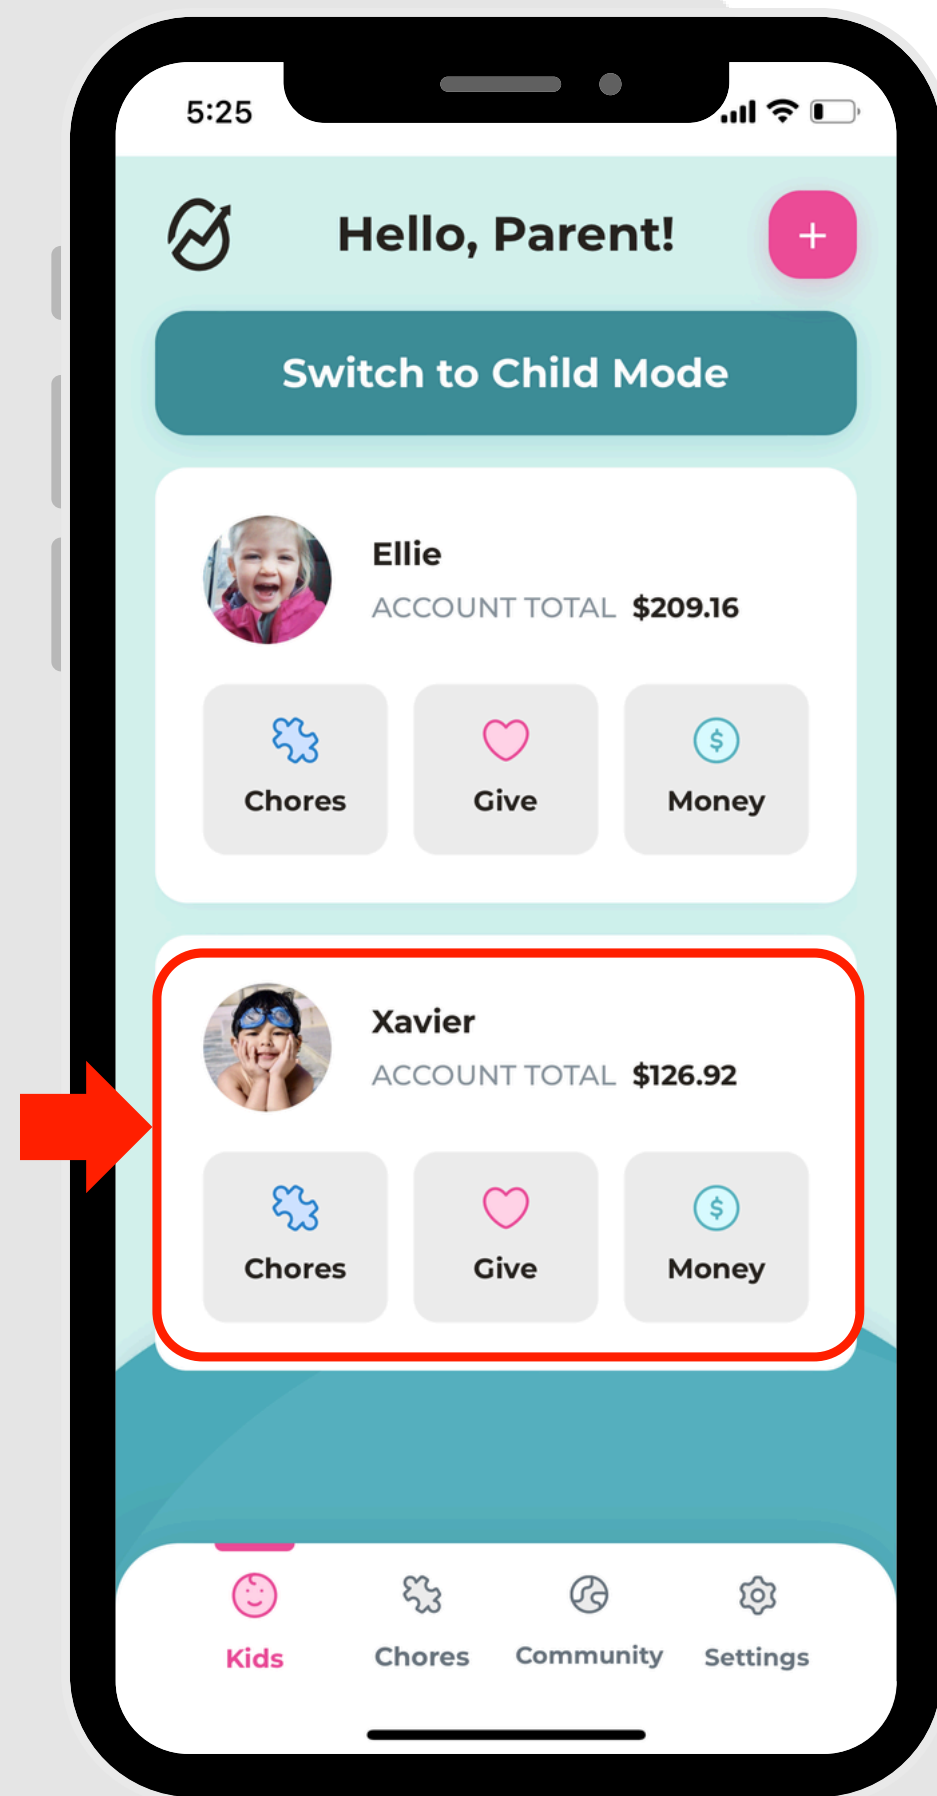 5:25
Hello, Parent!
+
Switch to Child Mode
Ellie
ACCOUNT TOTAL $209.16
$
Chores Give Money
Xavier
ACCOUNT TOTAL $126.92
$
Chores Give Money
Kids Chores Community Settings